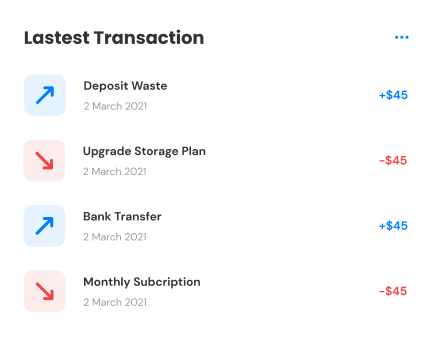 Lastest Transaction
Deposit Waste
+$45
2 March 2021
Upgrade Storage Plan
-$45
2 March 2021
Bank Transfer
+$45
2 March 2021
Monthly Subcription
-$45
2 March 2021